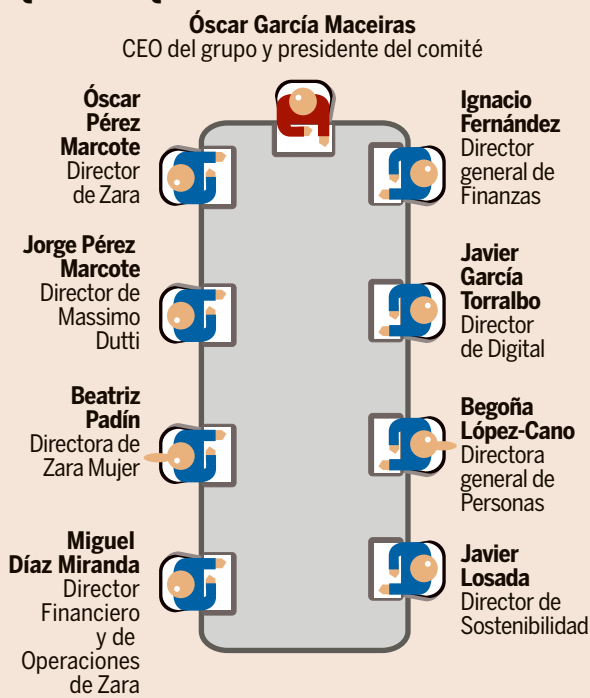 Óscar García Maceiras
CEO del grupo y presidente del comité
Óscar
Pérez
Marcote
Director
de Zara
Jorge Pérez
Marcote
Director de
Massimo
Dutti
Beatriz
Padín
Directora de
Zara Mujer
Miguel
Díaz Miranda
Director
Financiero
y de
Operaciones
de Zara
Ignacio
Fernández
Director
general de
Finanzas
Javier
García
Torralbo
Director
de Digital
Begoña
López-Cano
Directora
general de
Personas
Javier
Losada
Director de
Sostenibilidad